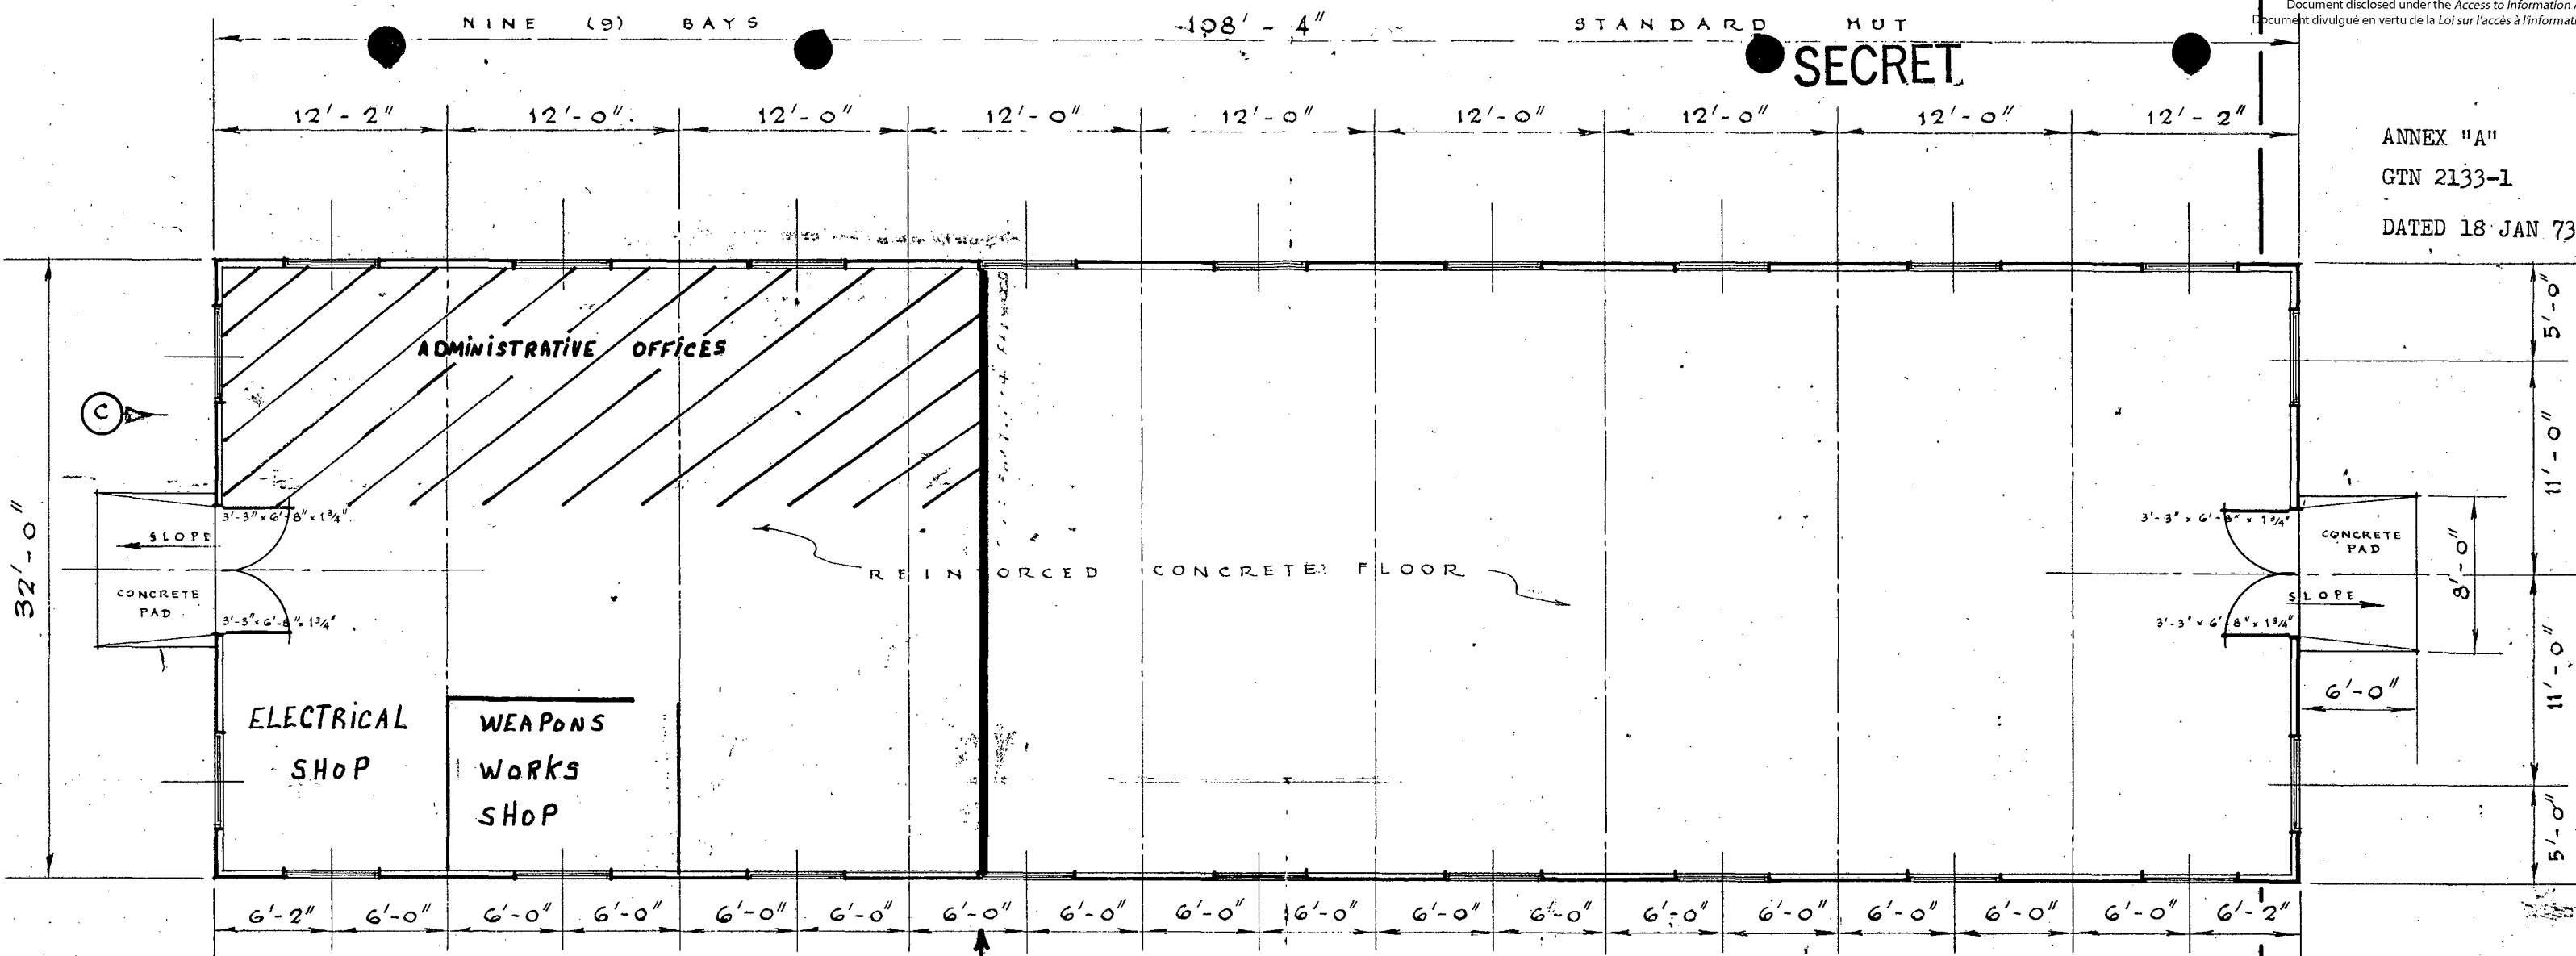 Document disclosed under the Access to Information
Document divulgué en vertu de la Loi sur l'accès à l'informati
NINE (9) BAYS 108' - 4" STANDARD HUT
SECRET
12'-2" 12'-0" 12'-0" 12'-0" 12'-0" 12'-0" 12'-0" 12'-0" 12'-2"
ANNEX "A"
GTN 2133-1
DATED 18 JAN 73
5'-0"
ADMINISTRATIVE OFFICES
C
11'-0"
32'-0"
3'-3" x 6'-8" x 1 3/4"
3'-3" x 6'-8" x 1 3/4"
SLOPE
CONCRETE
PAD
8'-0"
REINFORCED CONCRETE FLOOR
CONCRETE
PAD
SLOPE
3'-3" x 6'-8" x 1 3/4"
3'-3" x 6'-8" x 1 3/4"
11'-0"
6'-0"
ELECTRICAL
SHOP
WEAPONS
WORKS
SHOP
5'-0"
6'-2" 6'-0" 6'-0" 6'-0" 6'-0" 6'-0" 6'-0" 6'-0" 6'-0" 6'-0" 6'-0" 6'-0" 6'-0" 6'-0" 6'-0" 6'-0" 6'-0" 6'-2"